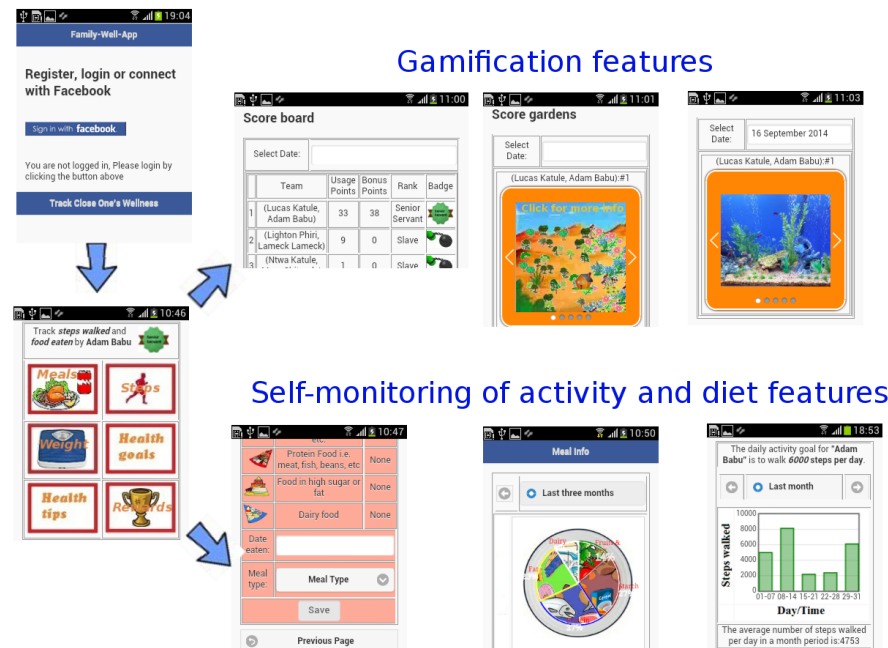 19:04
Family-Well-App
Register, login or connect
with Facebook
Sign in with facebook
You are not logged in, Please login by
clicking the button above
Track Close One's Wellness
Gamification features
11:00
Score board
Select Date:
Team Usage Points Bonus Points Rank Badge
1 (Lucas Katule, Adam Babu) 33 38 Senior Servant
2 (Lighton Phiri, Lameck Lameck) 9 0 Slave
3 (Ntwa Katule, 1 0 Slave
11:01
Score gardens
Select
Date:
(Lucas Katule, Adam Babu):#1
Click for more info
11:03
Select
Date:
16 September 2014
(Lucas Katule, Adam Babu):#1
10:46
Track steps walked and
food eaten by Adam Babu
Meals Steps
Weight Health
goals
Health
tips
Rewards
Self-monitoring of activity and diet features
10:47
etc.
Protein Food i.e.
meat, fish, beans, etc None
Food in high sugar or
fat None
Dairy food None
Date
eaten:
Meal
type: Meal Type
Save
Previous Page
10:50
Meal Info
Last three months
Dairy
Fat
18:53
The daily activity goal for "Adam
Babu" is to walk 6000 steps per day.
Last month
Steps walked
10000
8000
6000
4000
2000
0
01-07 08-14 15-21 22-28 29-31
Day/Time
The average number of steps walked
per day in a month period is:4753